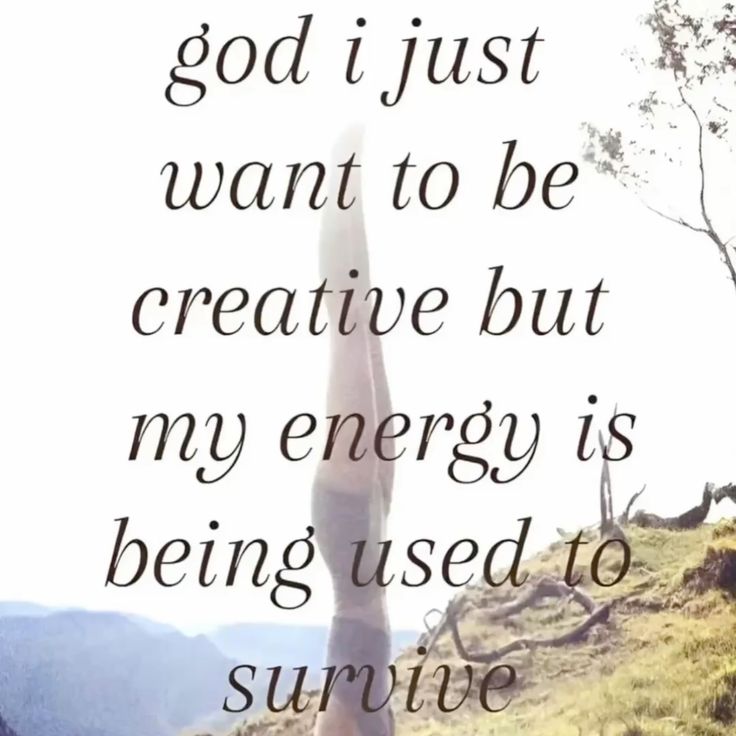 god i just
want to be
creative but
my energy is
being used to
survive